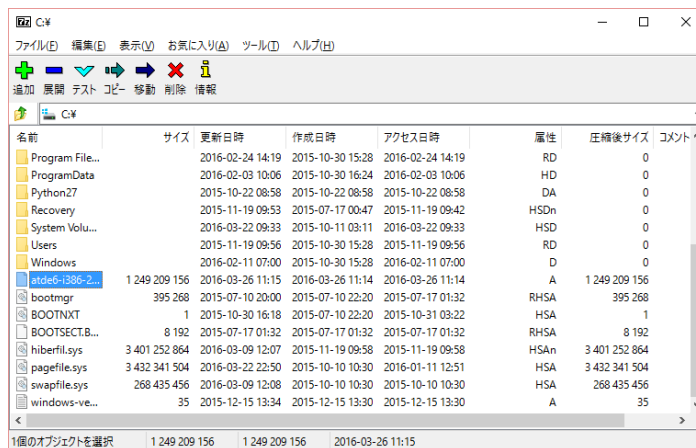 C:¥
ファイル(F) 編集(E) 表示(V) お気に入り(A) ツール(T) ヘルプ(H)
追加 展開 テスト コピー 移動 削除 情報
C:¥
名前 サイズ 更新日時 作成日時 アクセス日時 属性 圧縮後サイズ コメント
Program File... 2016-02-24 14:19 2015-10-30 15:28 2016-02-24 14:19 RD 0
ProgramData 2016-02-03 10:06 2015-10-30 16:24 2016-02-03 10:06 HD 0
Python27 2015-10-22 08:58 2015-10-22 08:58 2015-10-22 08:58 DA 0
Recovery 2015-11-19 09:53 2015-07-17 00:47 2015-11-19 09:42 HSDn 0
System Volu... 2016-03-22 09:33 2015-10-11 03:11 2016-03-22 09:33 HSD 0
Users 2015-11-19 09:56 2015-10-30 15:28 2015-11-19 09:56 RD 0
Windows 2016-02-11 07:00 2015-10-30 15:28 2016-02-11 07:00 D 0
atde6-i386-2... 1 249 209 156 2016-03-26 11:15 2016-03-26 11:14 2016-03-26 11:14 A 1 249 209 156
bootmgr 395 268 2015-07-10 20:00 2015-07-10 22:20 2015-07-17 01:32 RHSA 395 268
BOOTNXT 1 2015-10-30 16:18 2015-07-10 22:20 2015-10-31 03:22 HSA 1
BOOTSECT.B... 8 192 2015-07-17 01:32 2015-07-17 01:32 2015-07-17 01:32 RHSA 8 192
hiberfil.sys 3 401 252 864 2016-03-09 12:07 2015-11-19 09:58 2015-11-19 09:58 HSAn 3 401 252 864
pagefile.sys 3 432 341 504 2016-03-22 22:50 2015-10-10 10:30 2016-01-11 12:51 HSA 3 432 341 504
swapfile.sys 268 435 456 2016-03-09 12:08 2015-10-10 10:30 2015-10-10 10:30 HSA 268 435 456
windows-ve... 35 2015-12-15 13:34 2015-12-15 13:30 2015-12-15 13:30 A 35
1個のオブジェクトを選択 1 249 209 156 1 249 209 156 2016-03-26 11:15